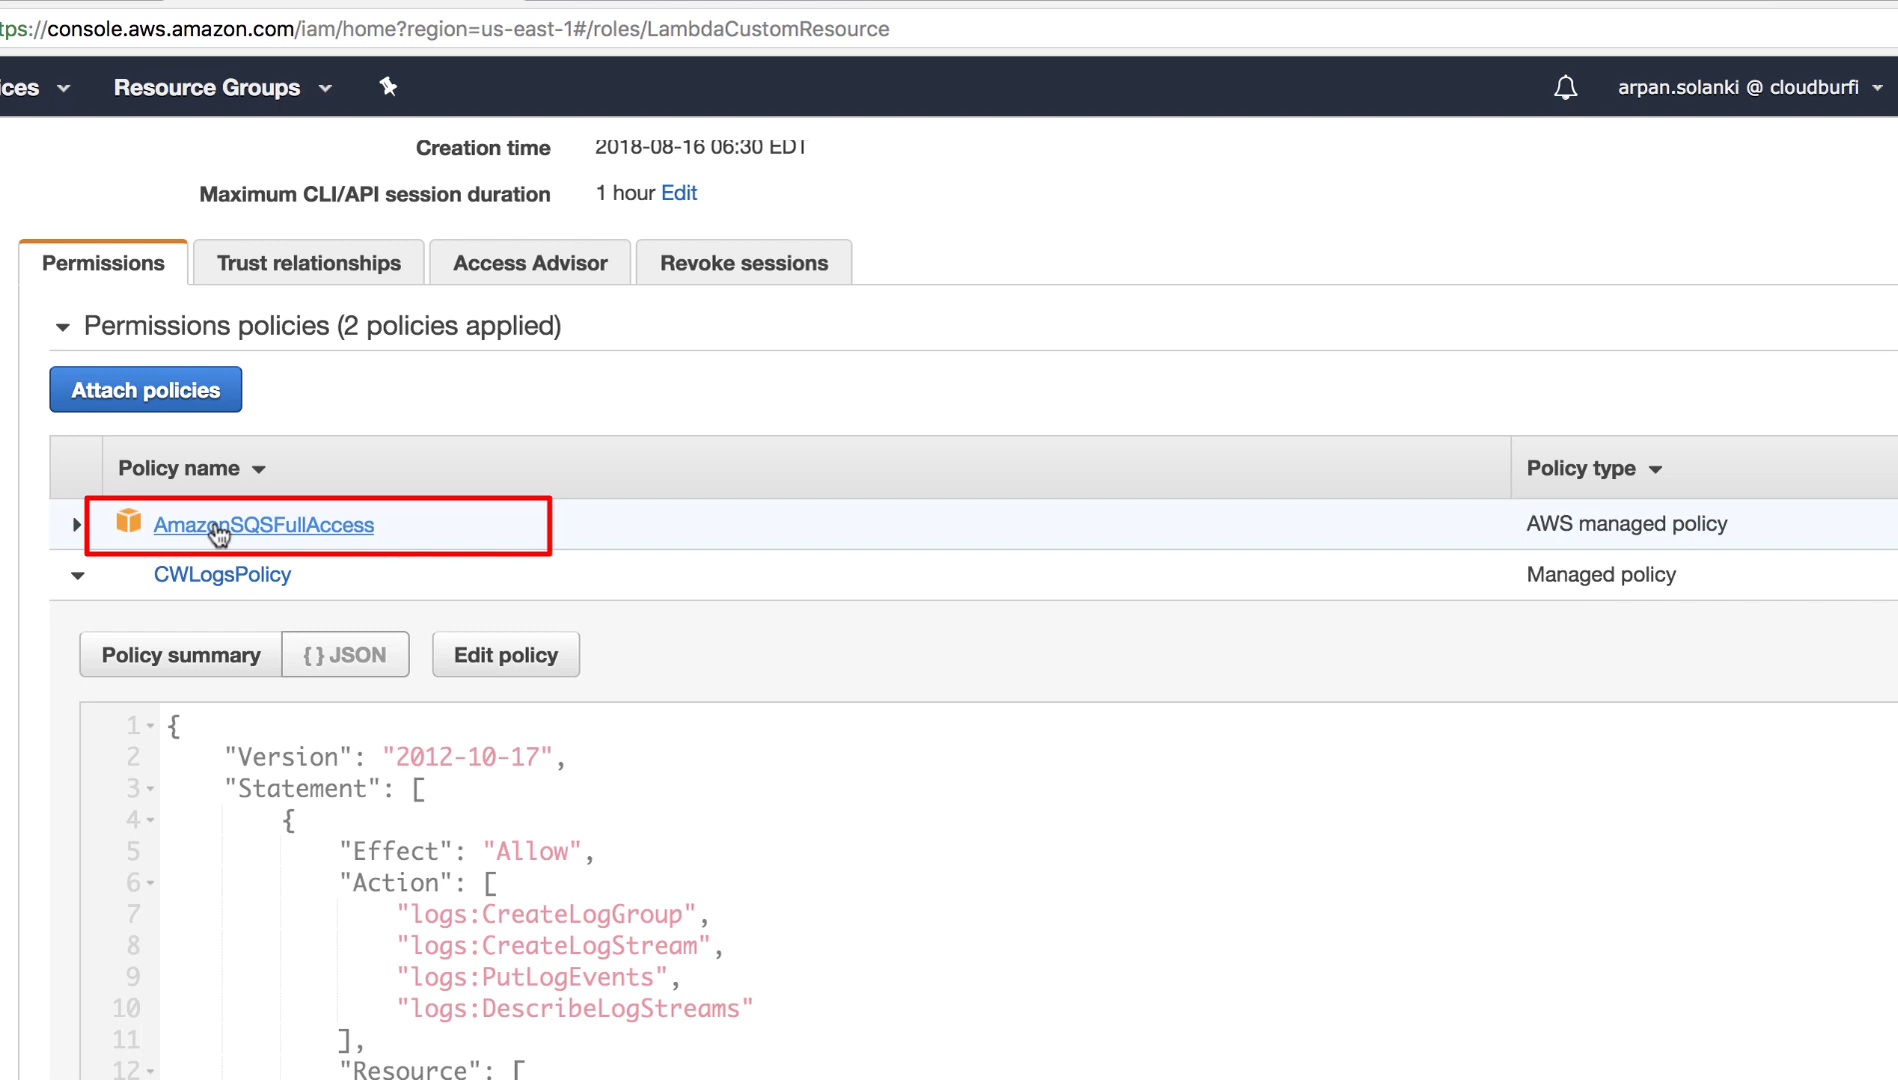 tps://console.aws.amazon.com/iam/home?region=us-east-1#/roles/LambdaCustomResource
ices Resource Groups arpan.solanki @ cloudburfi
Creation time 2018-08-16 06:30 EDT
Maximum CLI/API session duration 1 hour Edit
Permissions Trust relationships Access Advisor Revoke sessions
Permissions policies (2 policies applied)
Attach policies
Policy name Policy type
AmazonSQSFullAccess AWS managed policy
CWLogsPolicy Managed policy
Policy summary { } JSON Edit policy
1 {
2 "Version": "2012-10-17",
3 "Statement": [
4 {
5 "Effect": "Allow",
6 "Action": [
7 "logs:CreateLogGroup",
8 "logs:CreateLogStream",
9 "logs:PutLogEvents",
10 "logs:DescribeLogStreams"
11 ],
12 "Resource": [